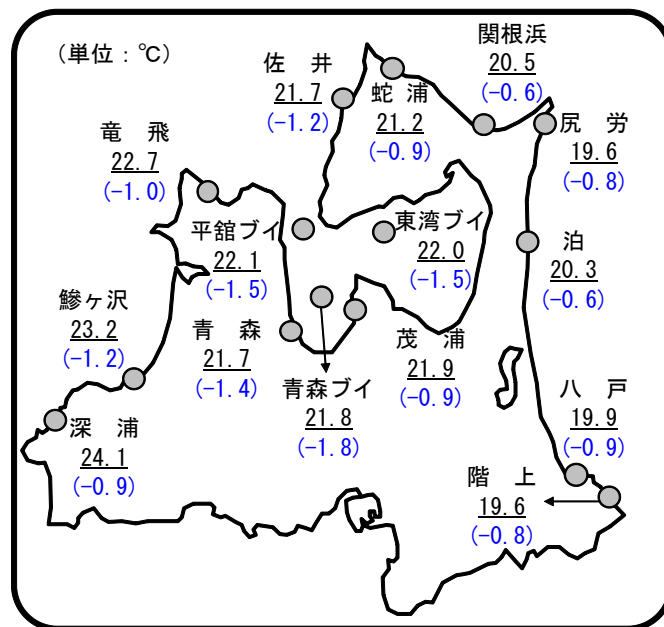 (単位：℃)
関根浜
20.5
(-0.6)
佐 井
21.7
(-1.2)
蛇 浦
21.2
(-0.9)
尻 労
19.6
(-0.8)
竜 飛
22.7
(-1.0)
平舘ブイ
22.1
(-1.5)
東湾ブイ
22.0
(-1.5)
泊
20.3
(-0.6)
鰺ヶ沢
23.2
(-1.2)
青 森
21.7
(-1.4)
青森ブイ
21.8
(-1.8)
茂 浦
21.9
(-0.9)
八 戸
19.9
(-0.9)
深 浦
24.1
(-0.9)
階 上
19.6
(-0.8)